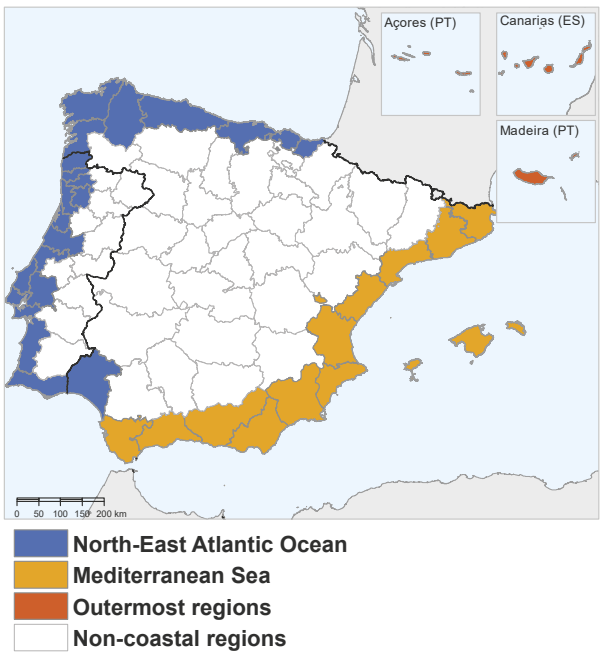 Açores (PT)
Canarias (ES)
Madeira (PT)
0 50 100 150 200 km
North-East Atlantic Ocean
Mediterranean Sea
Outermost regions
Non-coastal regions